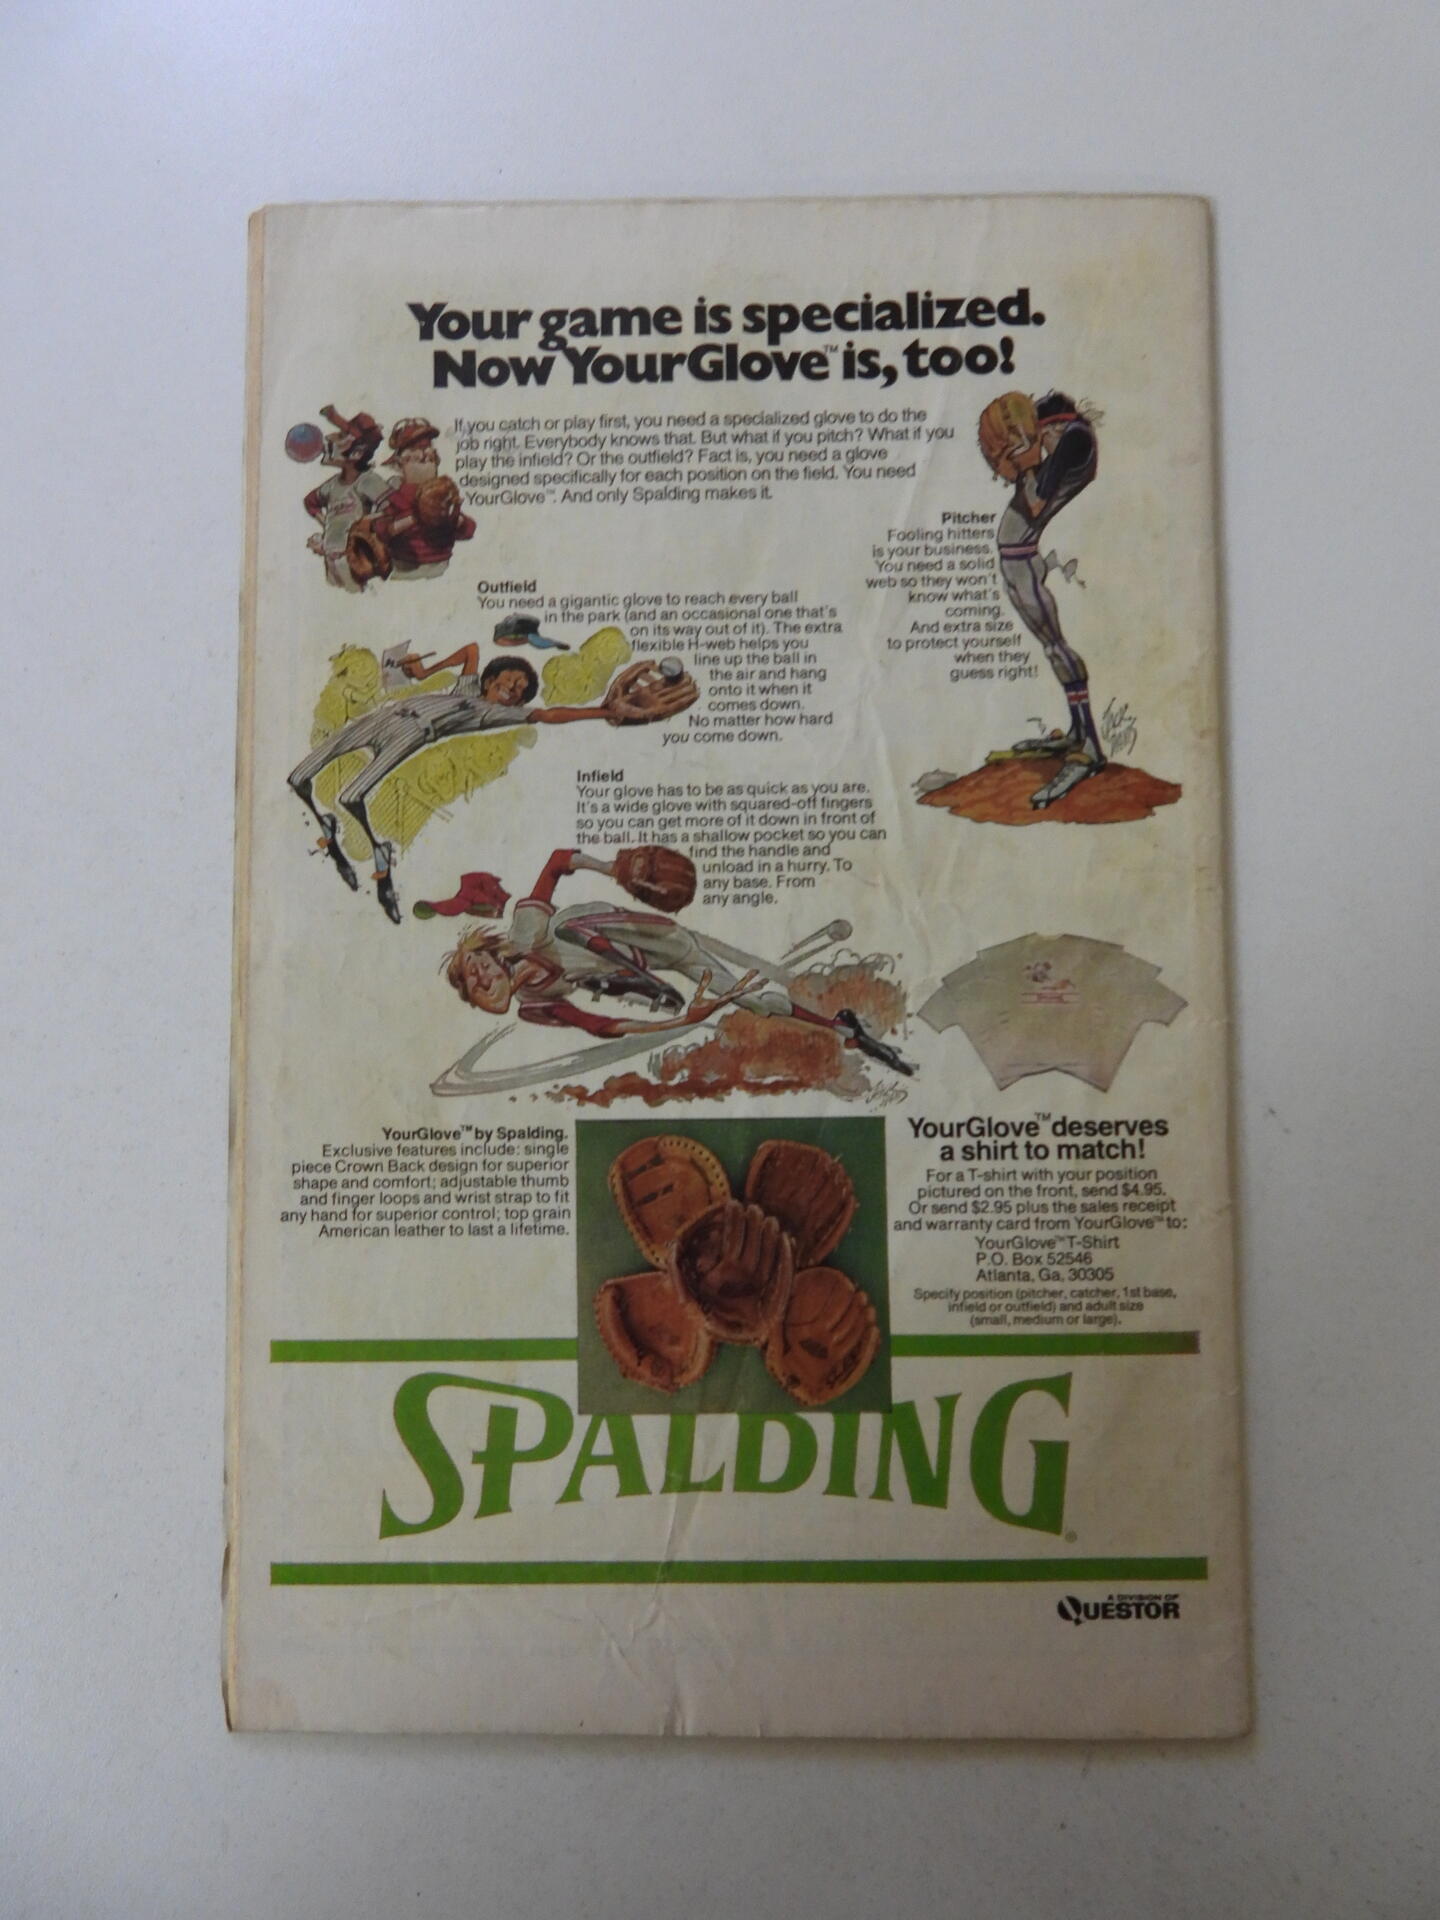 Your game is specialized.
Now YourGlove™ is, too!
If you catch or play first, you need a specialized glove to do the
job right. Everybody knows that. But what if you pitch? What if you
play the infield? Or the outfield? Fact is, you need a glove
designed specifically for each position on the field. You need
YourGlove™. And only Spalding makes it.
Pitcher
Fooling hitters
is your business.
You need a solid
web so they won't
know what's
coming.
And extra size
to protect yourself
when they
guess right!
Outfield
You need a gigantic glove to reach every ball
in the park (and an occasional one that's
on its way out of it). The extra
flexible H-web helps you
line up the ball in
the air and hang
onto it when it
comes down.
No matter how hard
you come down.
Infield
Your glove has to be as quick as you are.
It's a wide glove with squared-off fingers
so you can get more of it down in front of
the ball. It has a shallow pocket so you can
find the handle and
unload in a hurry. To
any base. From
any angle.
YourGlove™ by Spalding.
Exclusive features include: single
piece Crown Back design for superior
shape and comfort; adjustable thumb
and finger loops and wrist strap to fit
any hand for superior control; top grain
American leather to last a lifetime.
YourGlove™ deserves
a shirt to match!
For a T-shirt with your position
pictured on the front, send $4.95.
Or send $2.95 plus the sales receipt
and warranty card from YourGlove™ to:
YourGlove™ T-Shirt
P.O. Box 52546
Atlanta, Ga. 30305
Specify position (pitcher, catcher, 1st base,
infield or outfield) and adult size
(small, medium or large).
SPALDING®
A DIVISION OF
QUESTOR